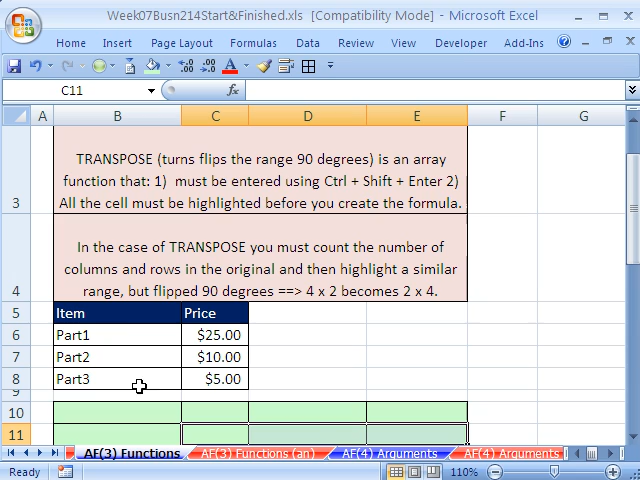 Week07Busn214Start&Finished.xls [Compatibility Mode] - Microsoft Excel
Home Insert Page Layout Formulas Data Review View Developer Add-Ins
C11 fx
A B C D E F G
3 TRANSPOSE (turns flips the range 90 degrees) is an array
function that: 1) must be entered using Ctrl + Shift + Enter 2)
All the cell must be highlighted before you create the formula.
4 In the case of TRANSPOSE you must count the number of
columns and rows in the original and then highlight a similar
range, but flipped 90 degrees ==> 4 x 2 becomes 2 x 4.
5 Item Price
6 Part1 $25.00
7 Part2 $10.00
8 Part3 $5.00
9
10
11
AF(3) Functions AF(3) Functions (an) AF(4) Arguments AF(4) Arguments
Ready 110%